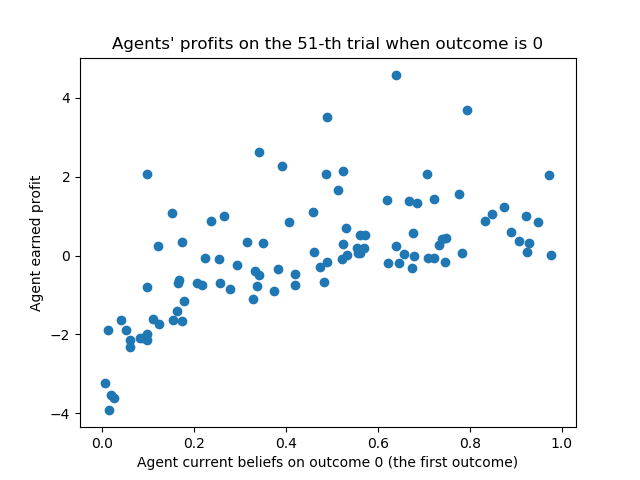 Agents' profits on the 51-th trial when outcome is 0
Agent earned profit
4
2
0
−2
−4
0.0 0.2 0.4 0.6 0.8 1.0
Agent current beliefs on outcome 0 (the first outcome)